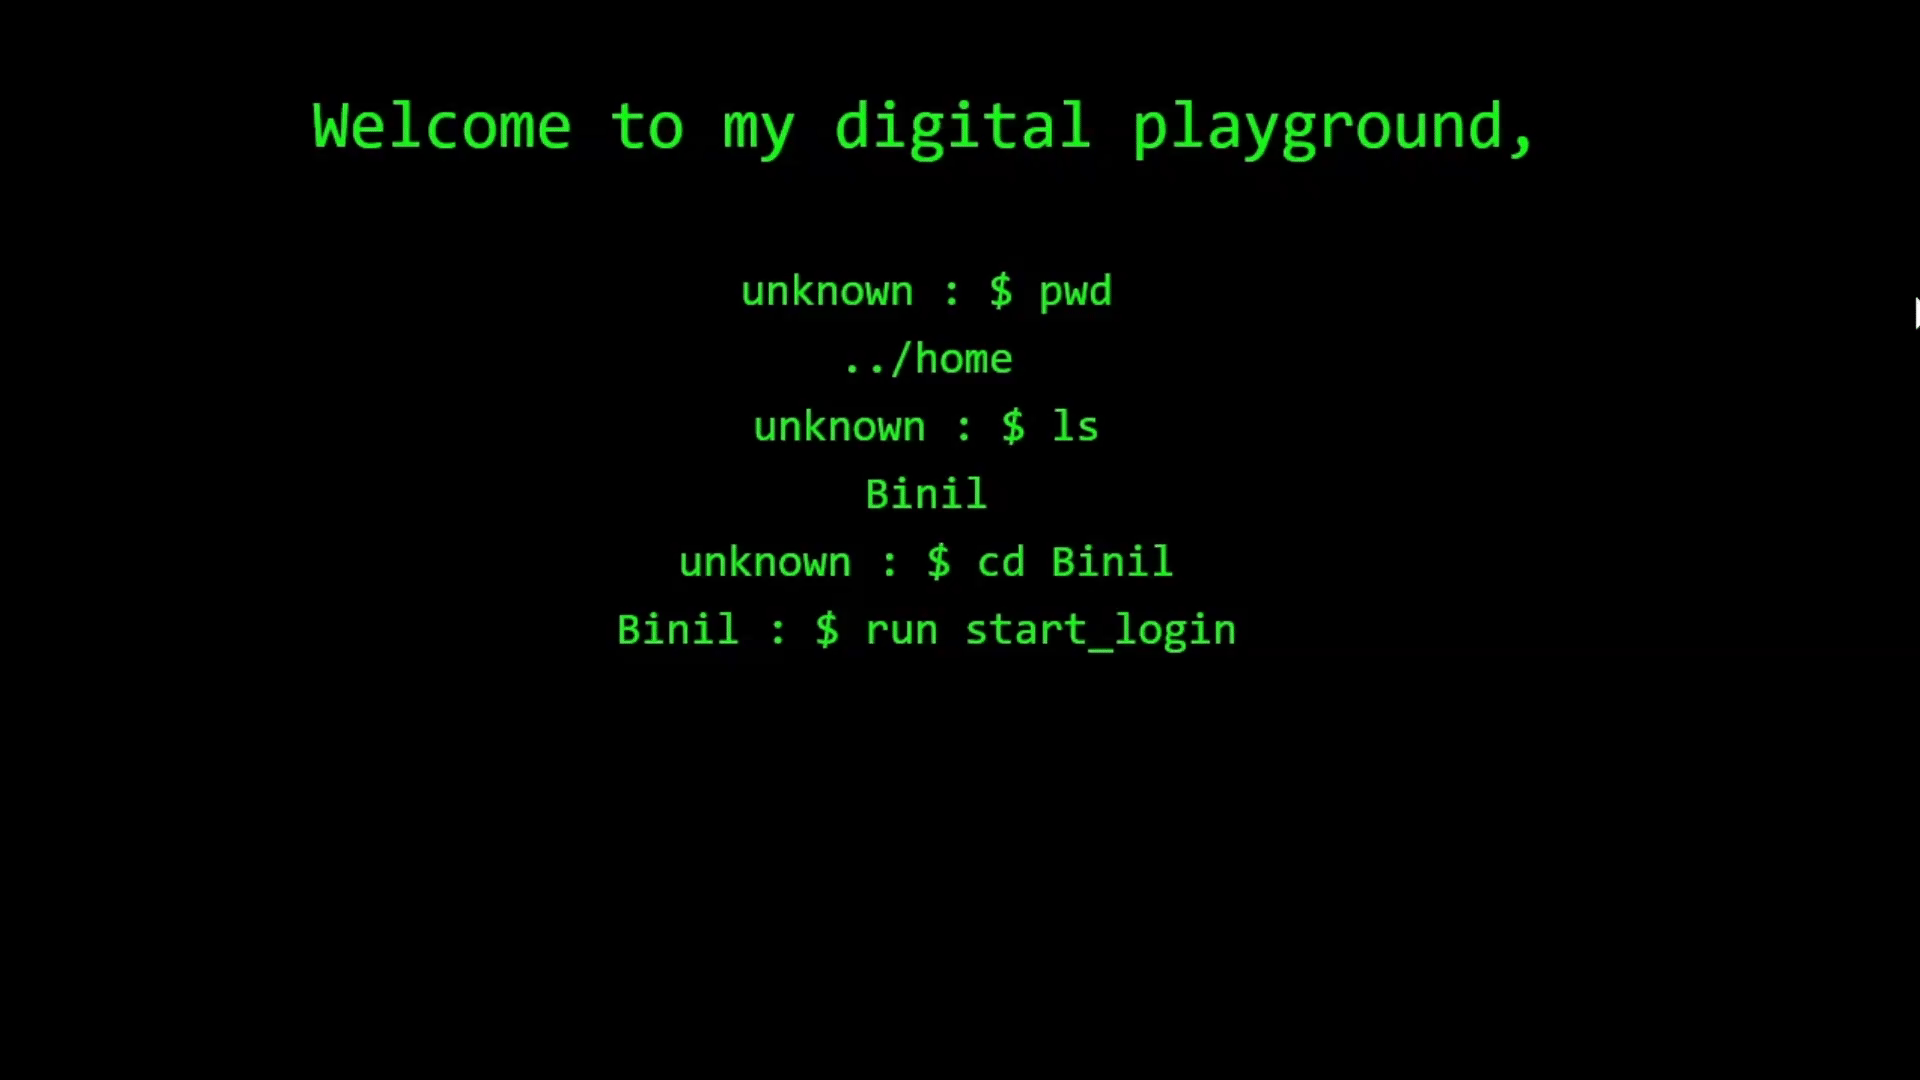 Welcome to my digital playground,
unknown : $ pwd
../home
unknown : $ ls
Binil
unknown : $ cd Binil
Binil : $ run start_login